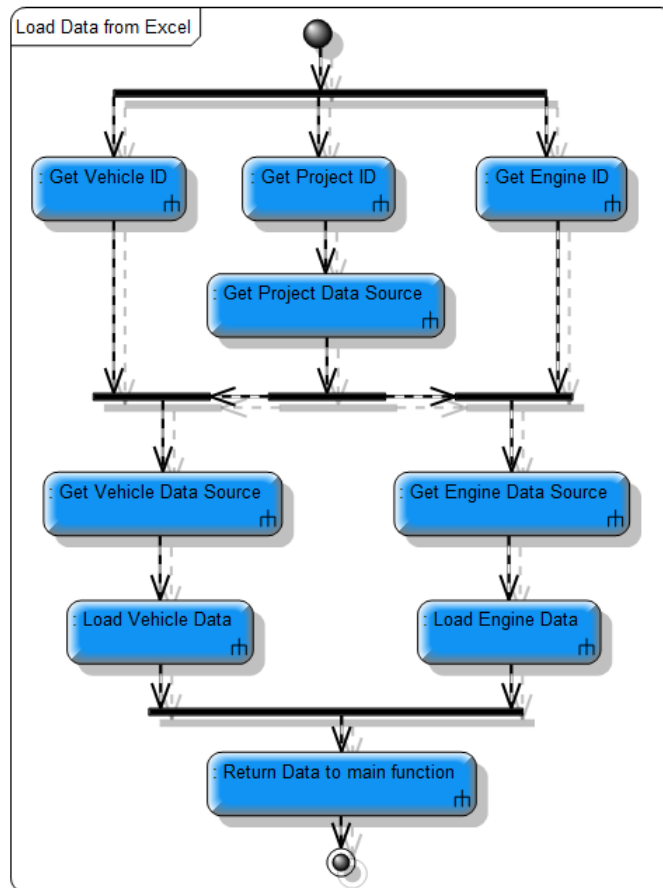 Load Data from Excel
: Get Vehicle ID
: Get Project ID
: Get Engine ID
: Get Project Data Source
: Get Vehicle Data Source
: Get Engine Data Source
: Load Vehicle Data
: Load Engine Data
: Return Data to main function